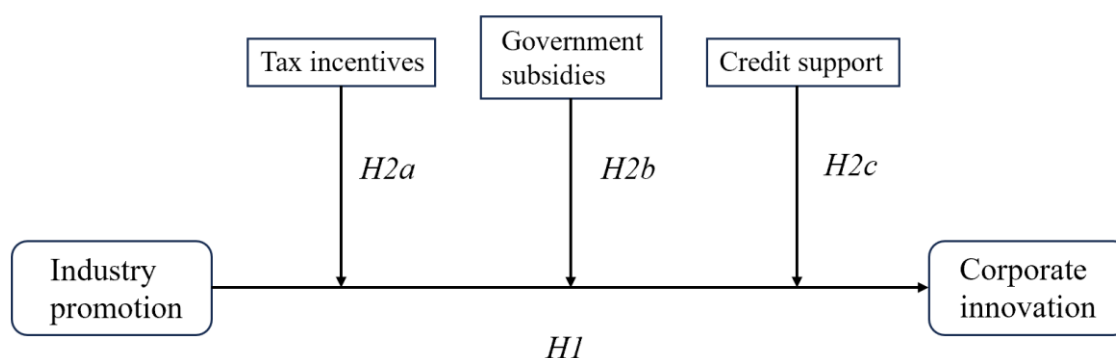 Tax incentives
Government
subsidies
Credit support
H2a
H2b
H2c
Industry
promotion
Corporate
innovation
H1